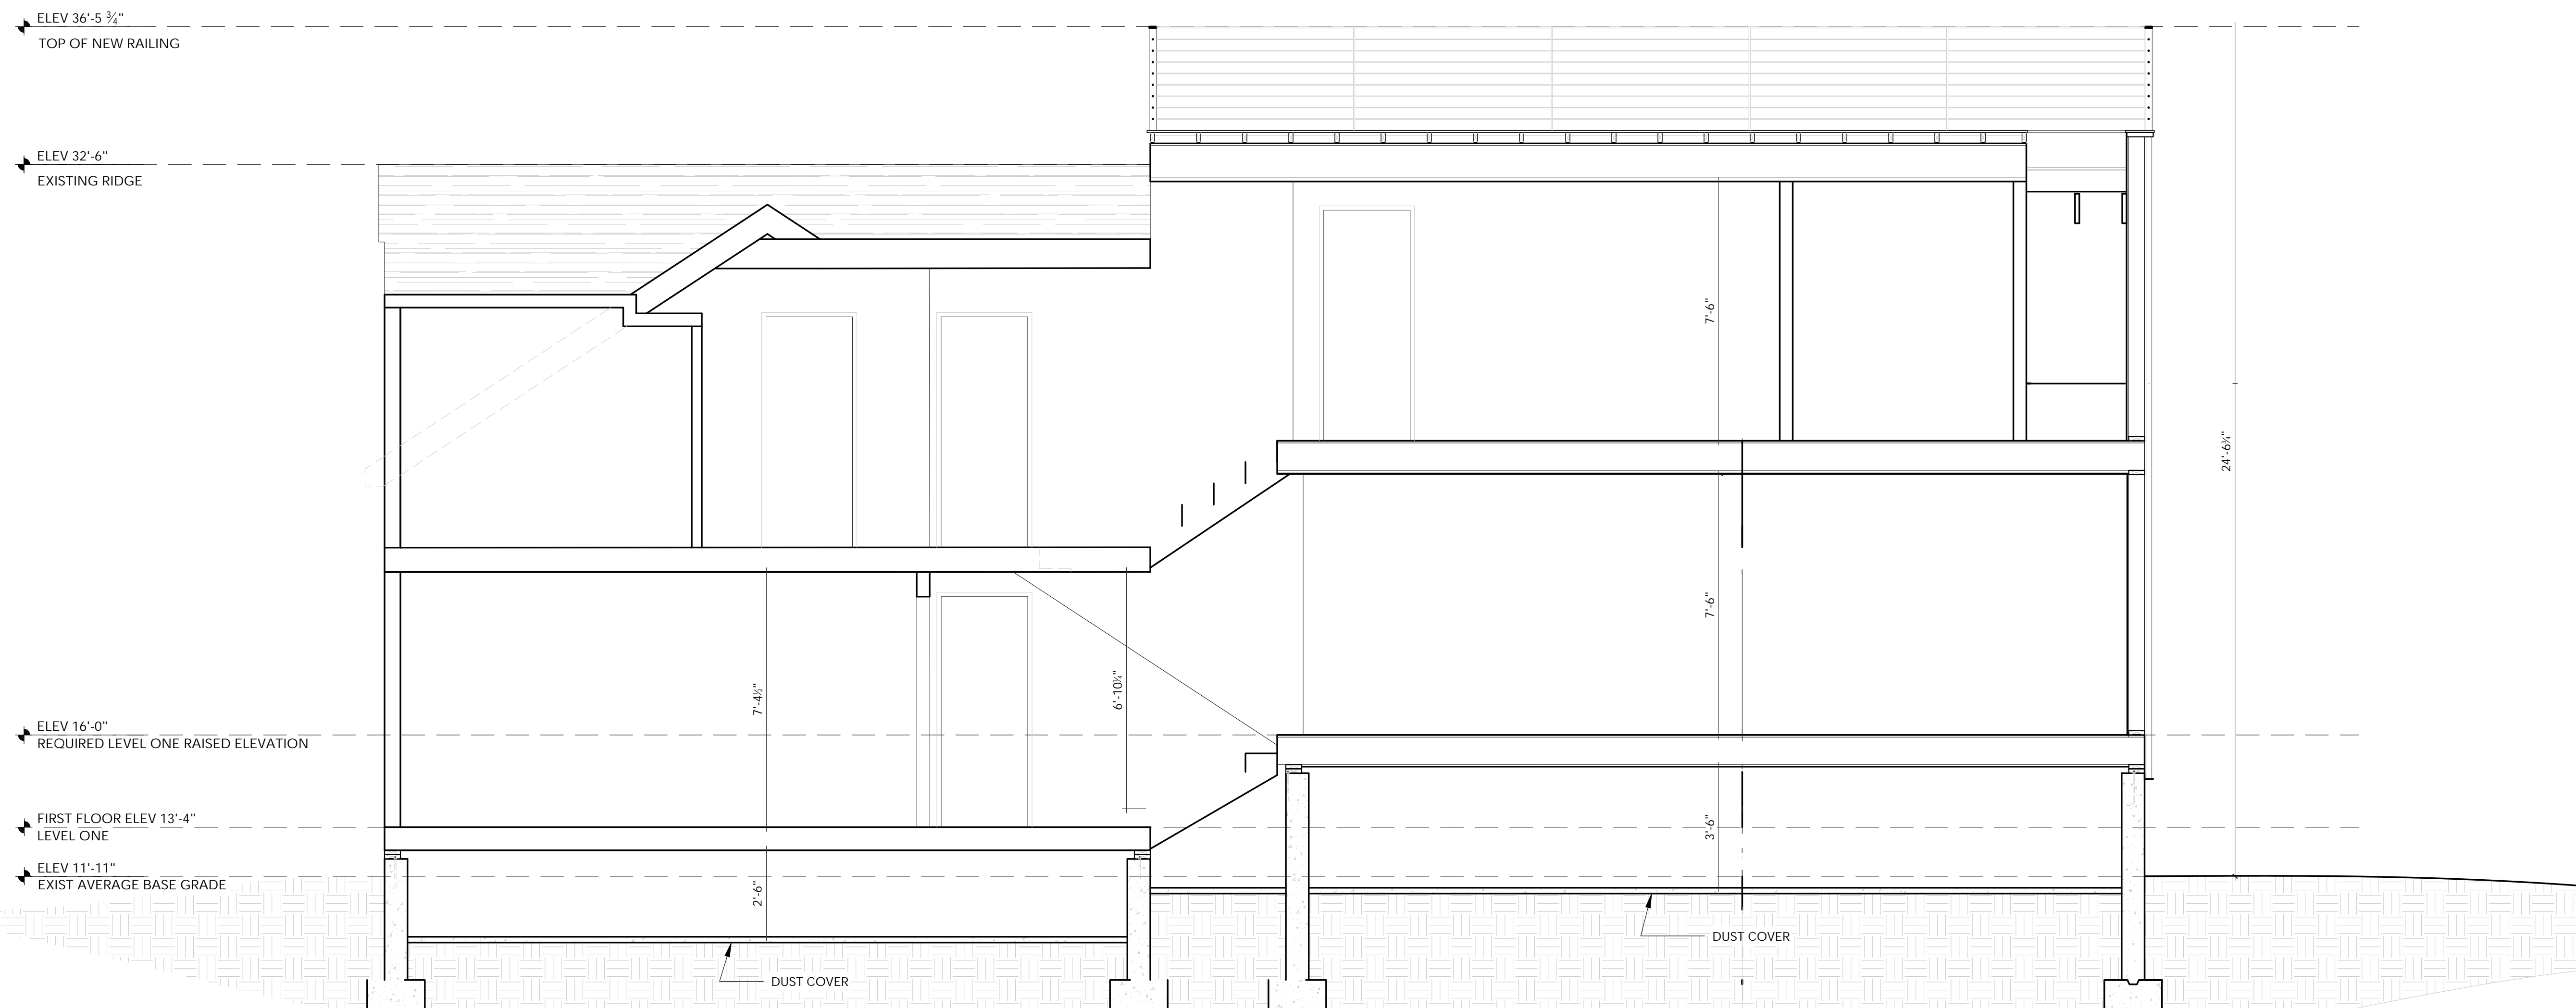 ELEV 36'-5 ¾"
TOP OF NEW RAILING
ELEV 32'-6"
EXISTING RIDGE
7'-6"
24'-6¾"
7'-6"
7'-4½"
6'-10¼"
ELEV 16'-0"
REQUIRED LEVEL ONE RAISED ELEVATION
FIRST FLOOR ELEV 13'-4"
LEVEL ONE
3'-6"
ELEV 11'-11"
EXIST AVERAGE BASE GRADE
2'-6"
DUST COVER
DUST COVER